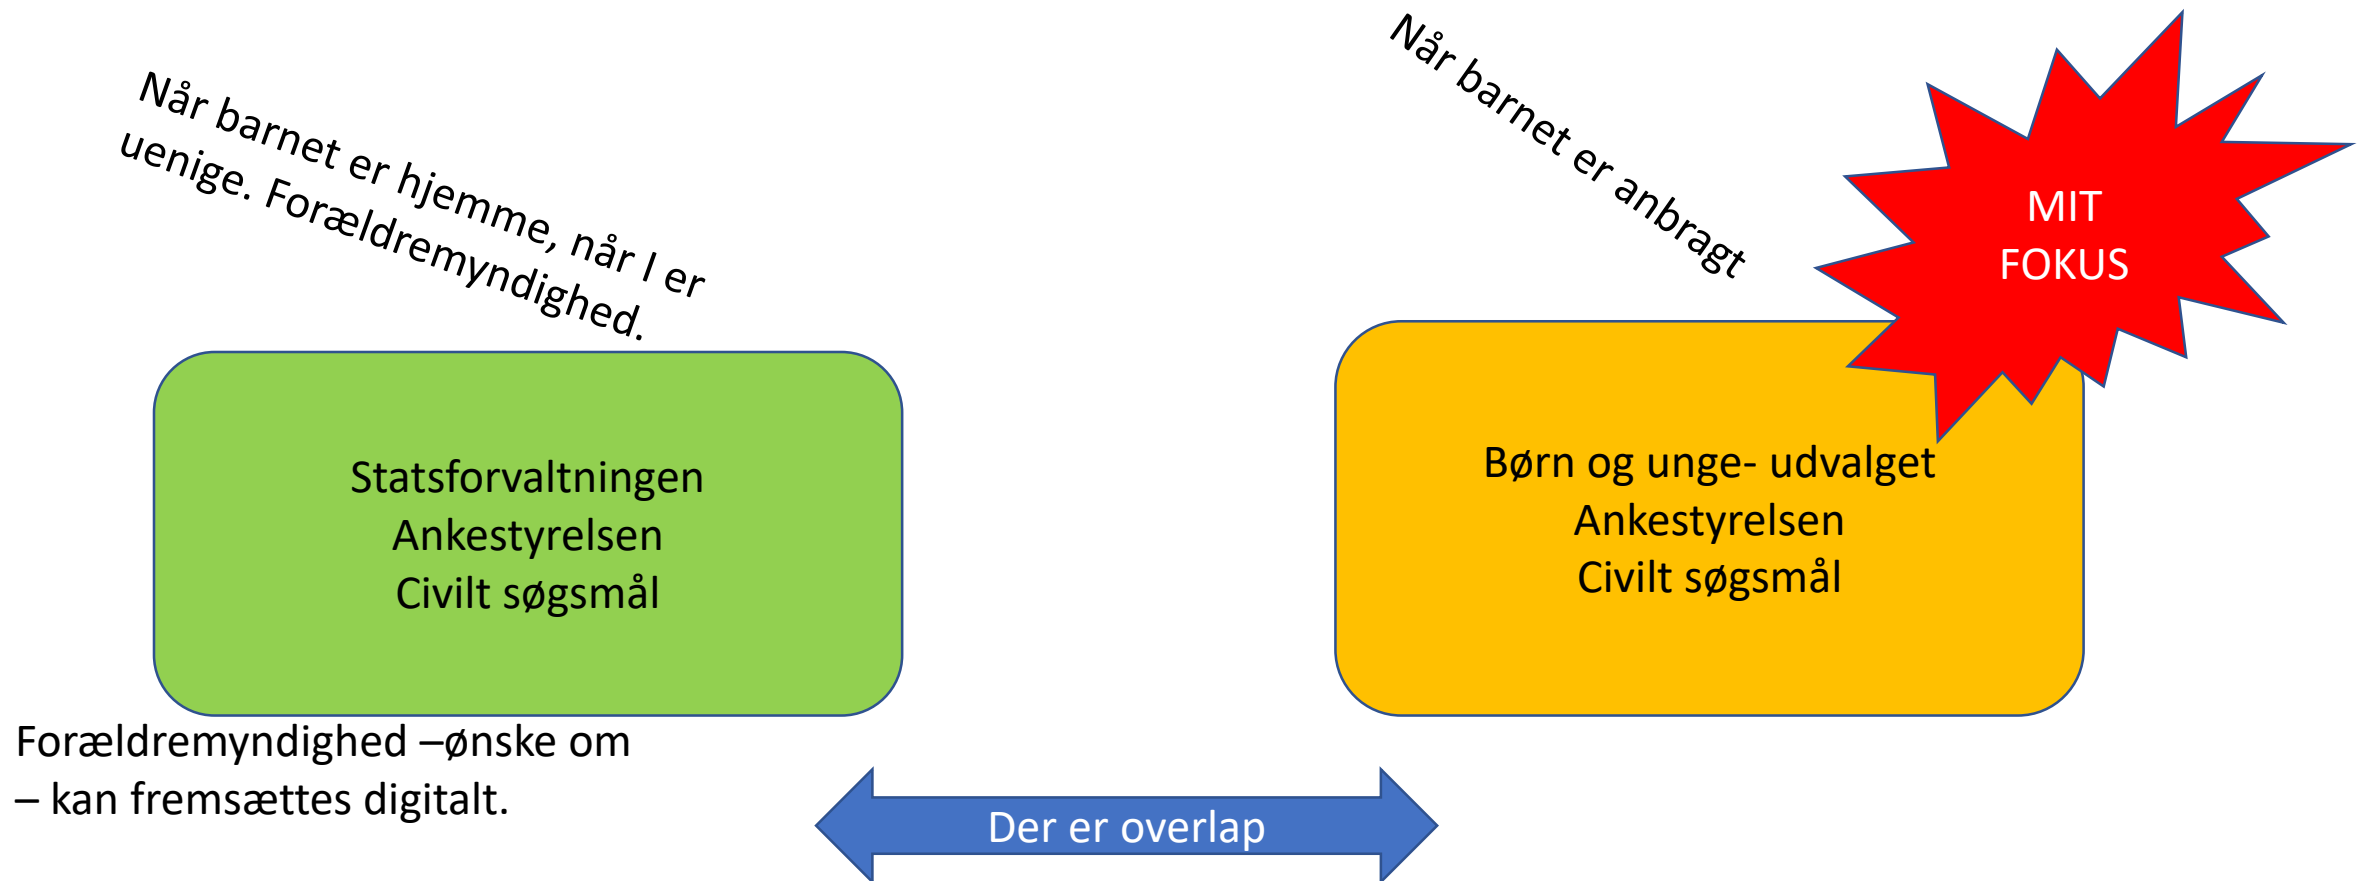 Når barnet er hjemme, når I er
uenige. Forældremyndighed.
Når barnet er anbragt
MIT
FOKUS
Statsforvaltningen
Ankestyrelsen
Civilt søgsmål
Børn og unge- udvalget
Ankestyrelsen
Civilt søgsmål
Forældremyndighed –ønske om
– kan fremsættes digitalt.
Der er overlap